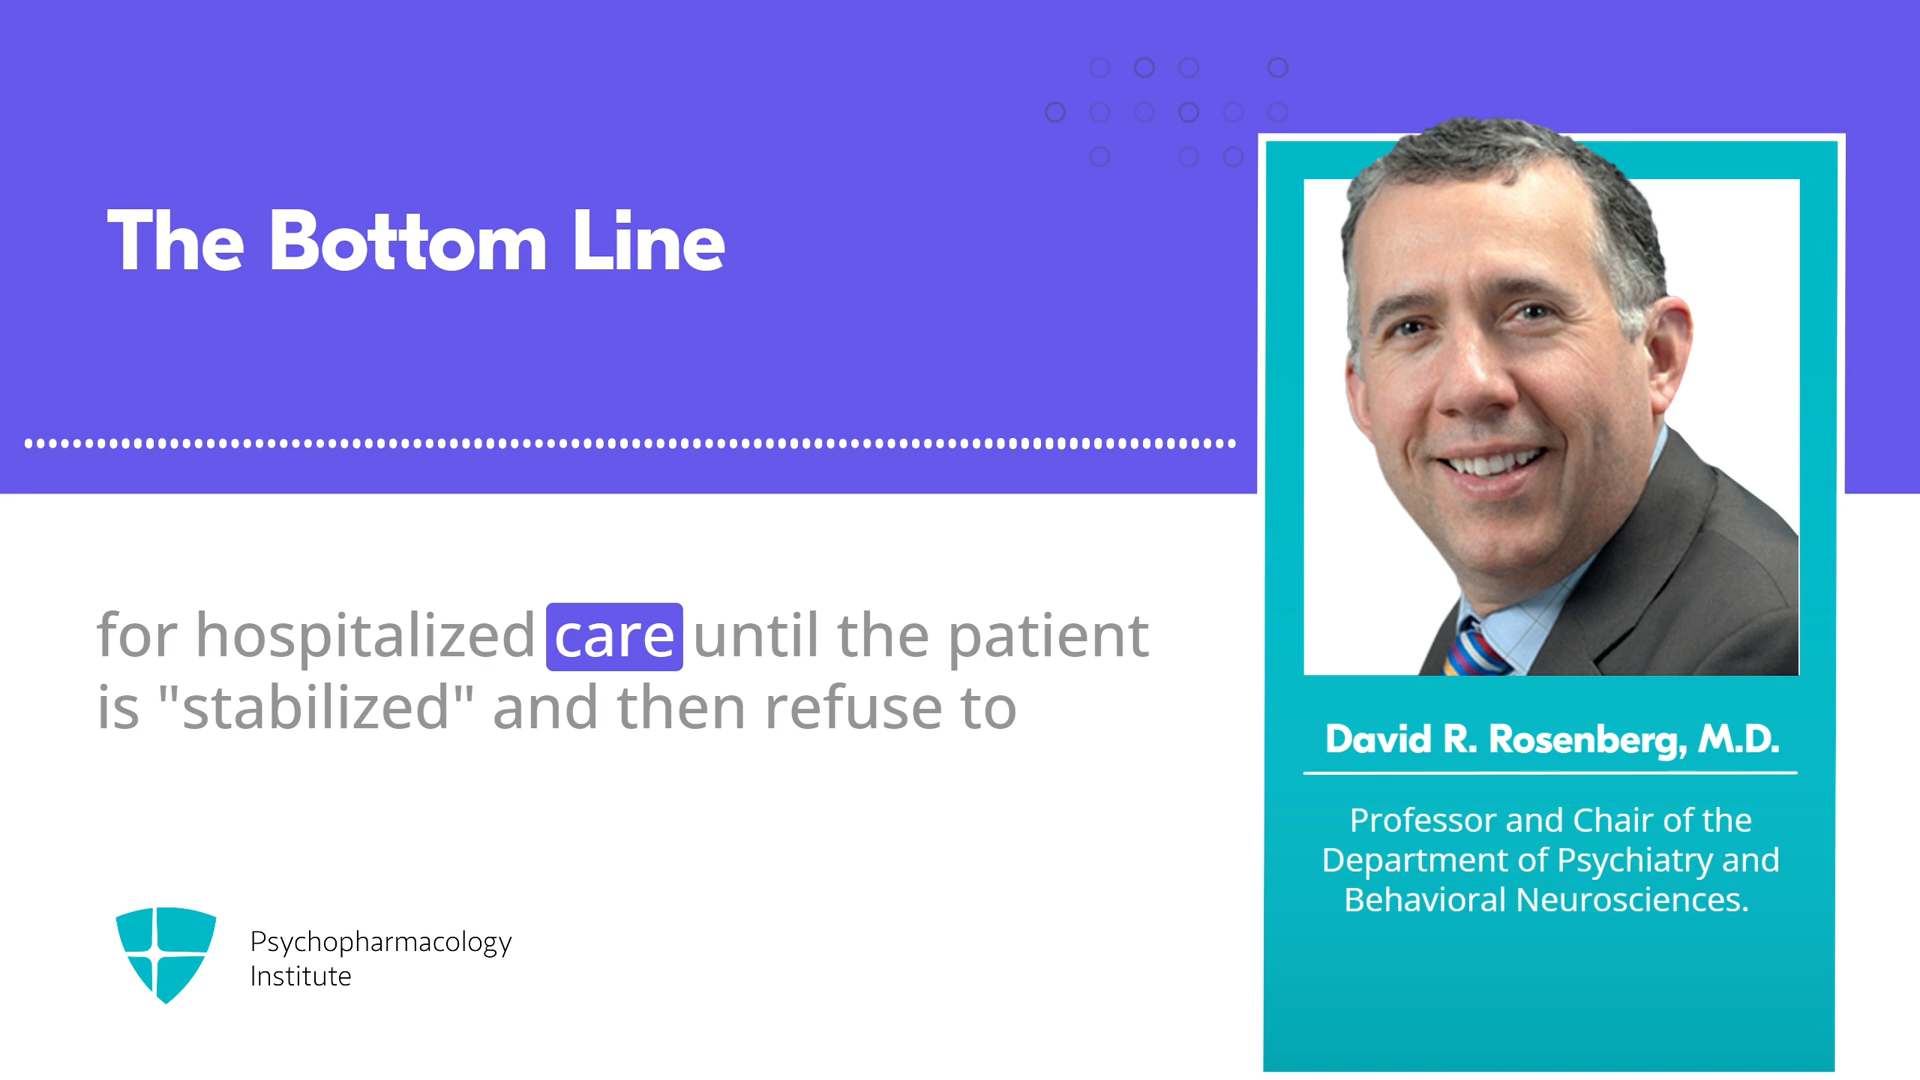 The Bottom Line
for hospitalized care until the patient
is "stabilized" and then refuse to
Psychopharmacology
Institute
David R. Rosenberg, M.D.
Professor and Chair of the
Department of Psychiatry and
Behavioral Neurosciences.